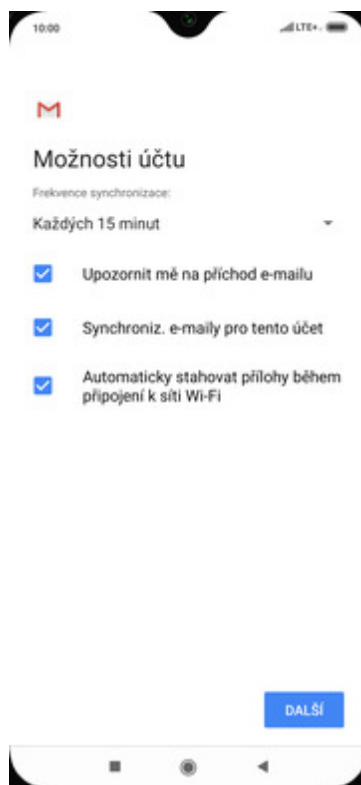 10:00
LTE+
Možnosti účtu
Frekvence synchronizace:
Každých 15 minut
Upozornit mě na příchod e-mailu
Synchroniz. e-maily pro tento účet
Automaticky stahovat přílohy během
připojení k síti Wi-Fi
DALŠÍ